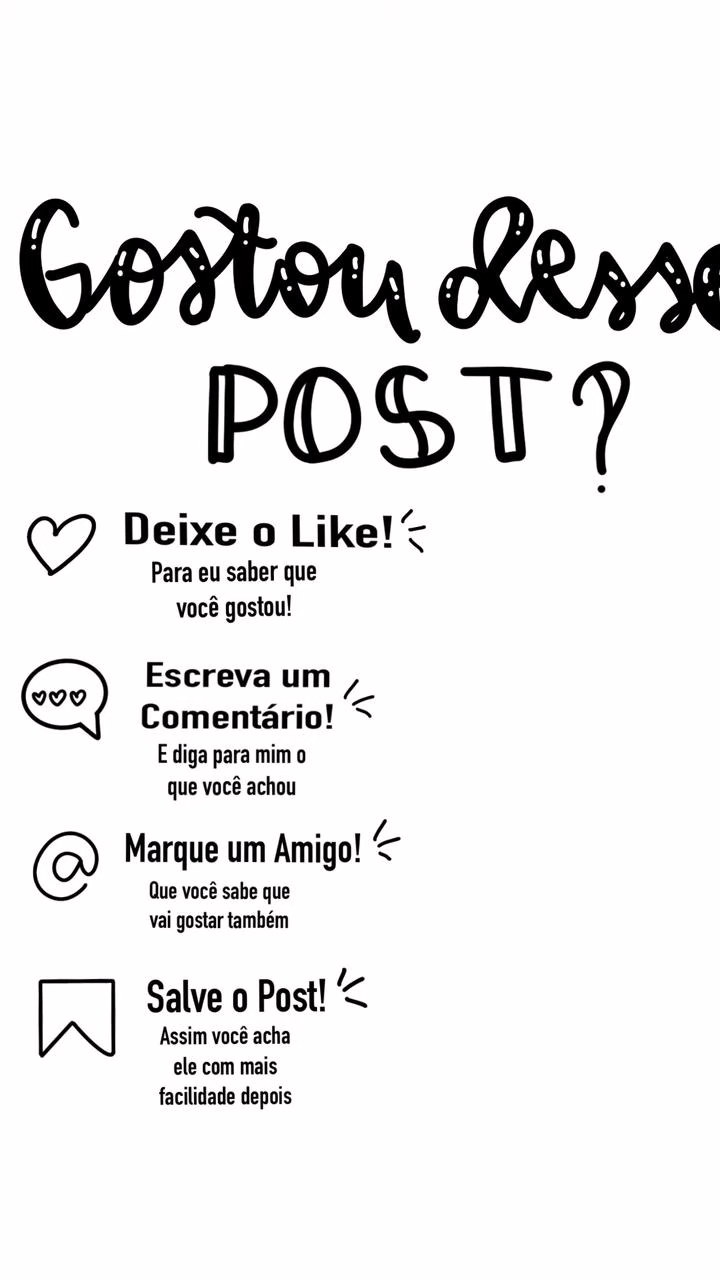 Gostou desse
POST?
Deixe o Like!
Para eu saber que
você gostou!
Escreva um
Comentário!
E diga para mim o
que você achou
@
Marque um Amigo!
Que você sabe que
vai gostar também
Salve o Post!
Assim você acha
ele com mais
facilidade depois